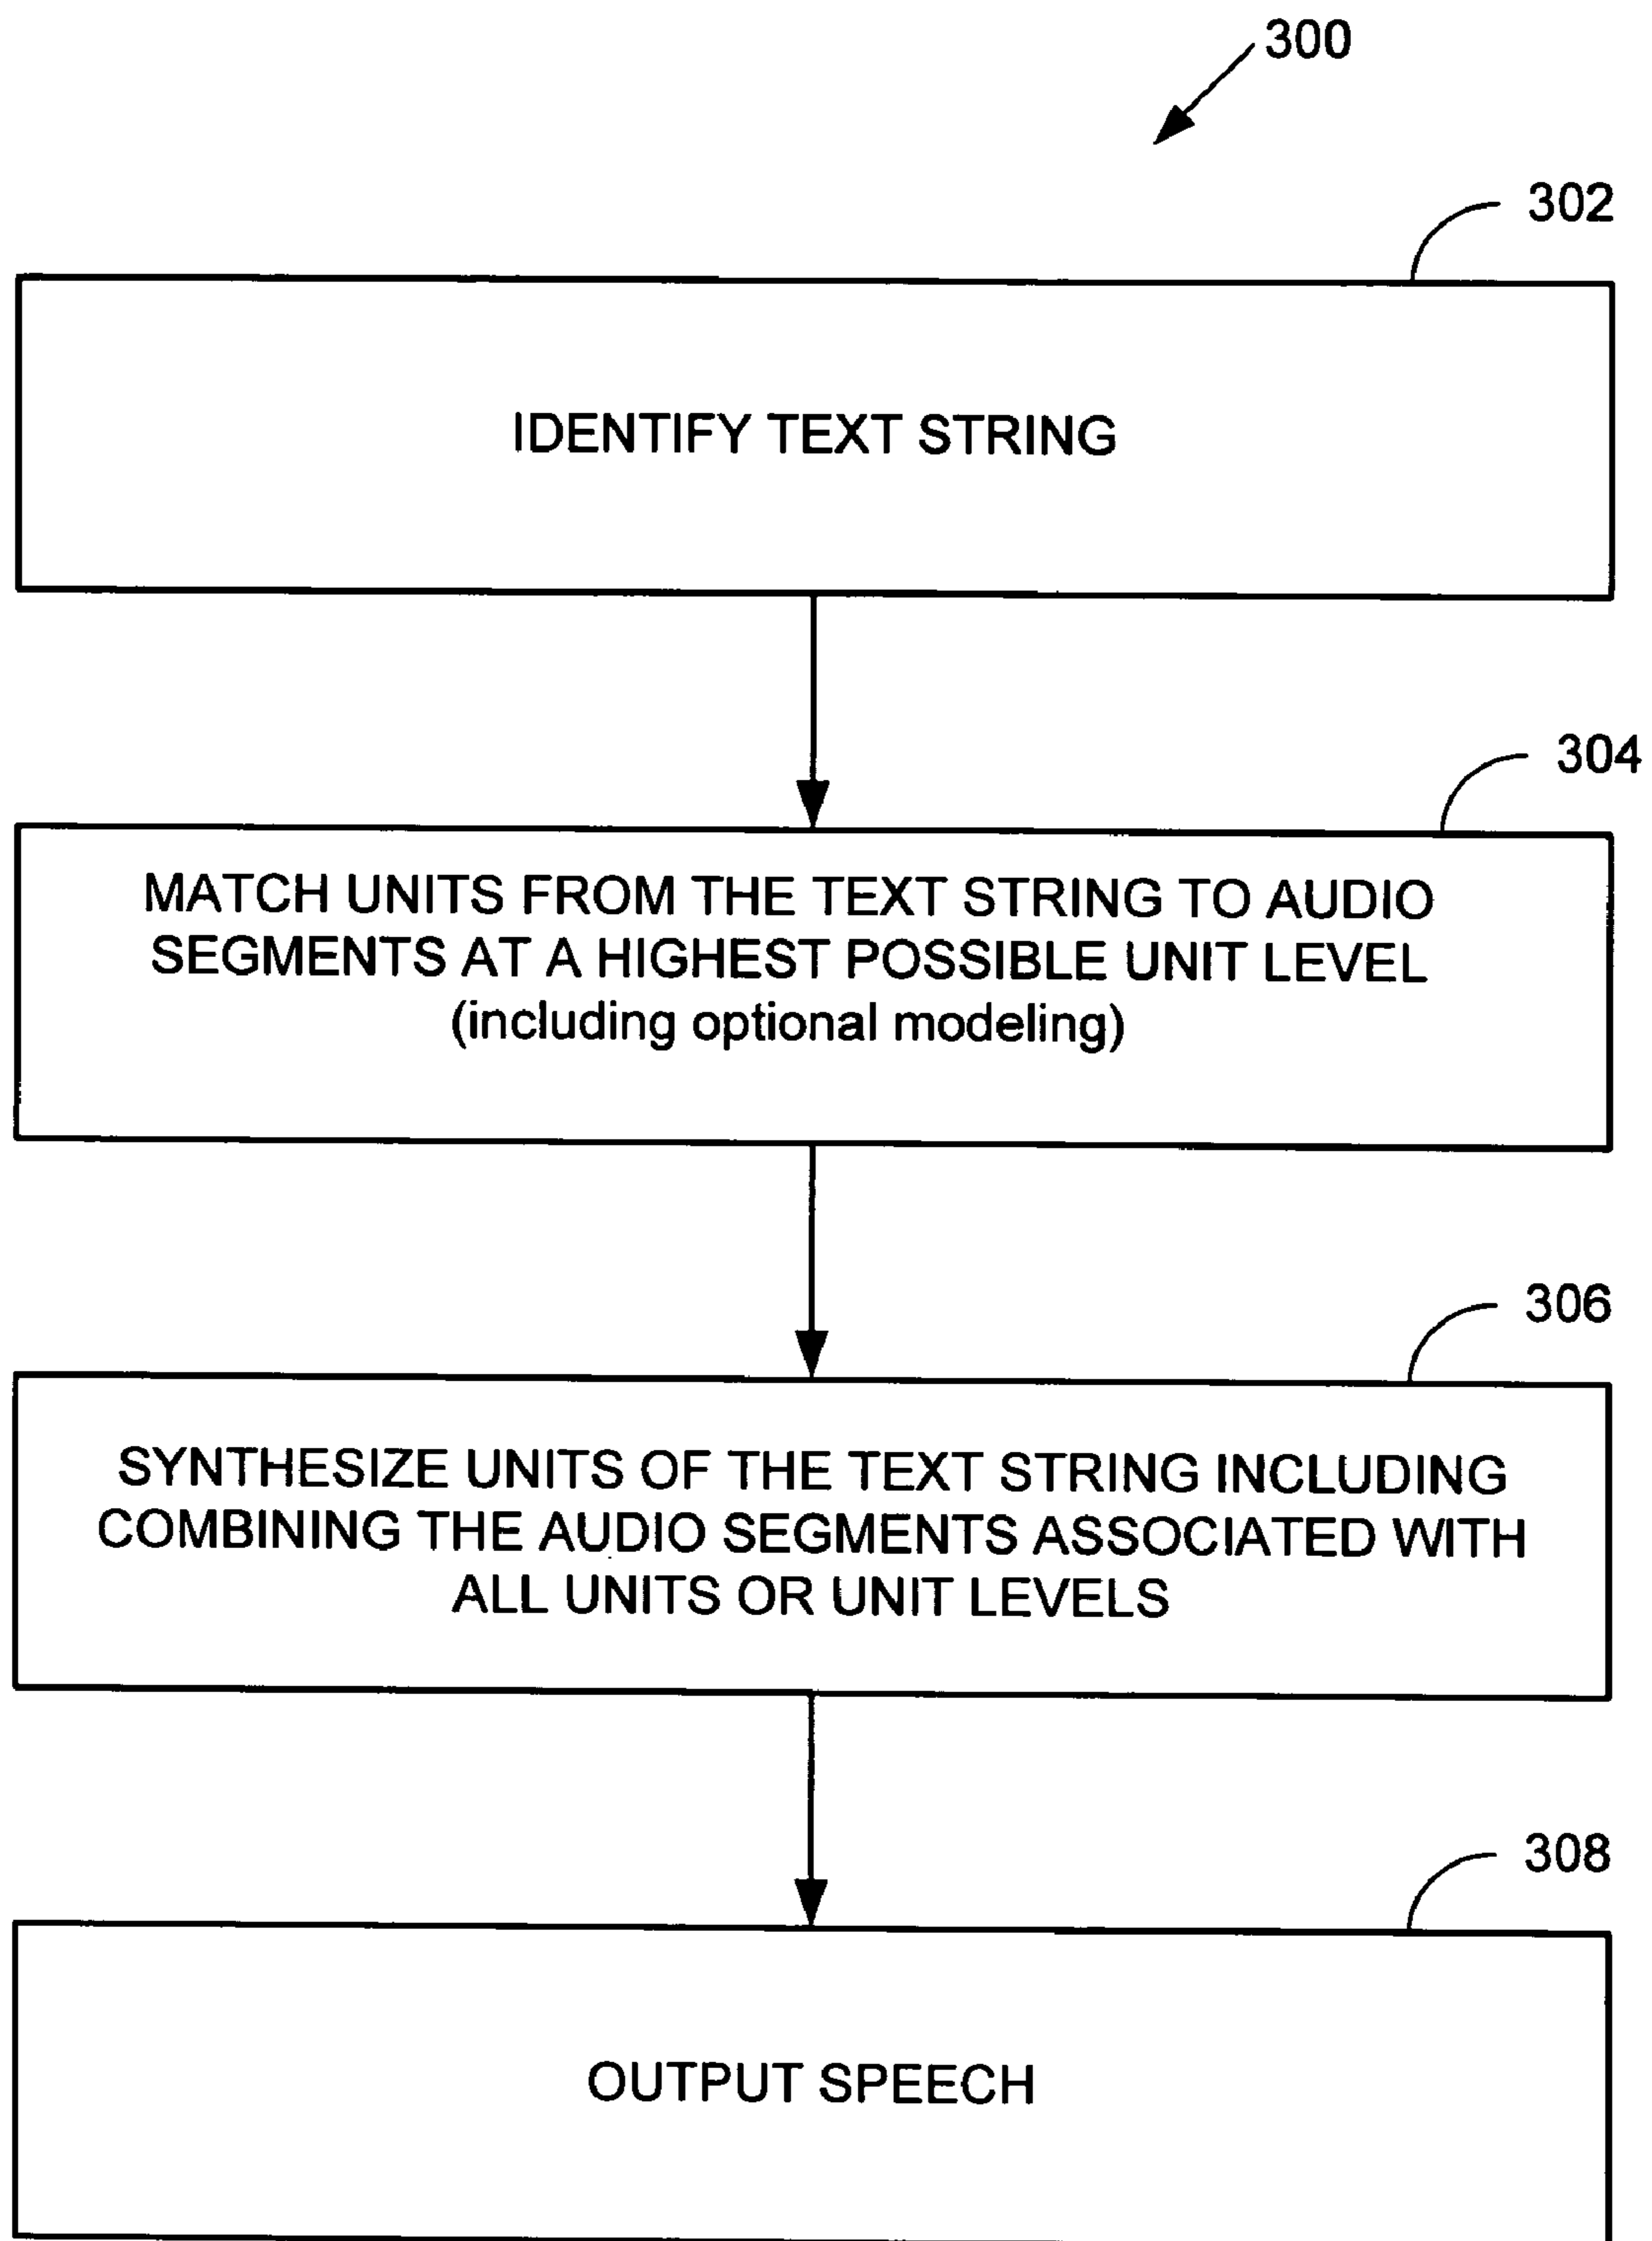 300
302
IDENTIFY TEXT STRING
304
MATCH UNITS FROM THE TEXT STRING TO AUDIO
SEGMENTS AT A HIGHEST POSSIBLE UNIT LEVEL
(including optional modeling)
306
SYNTHESIZE UNITS OF THE TEXT STRING INCLUDING
COMBINING THE AUDIO SEGMENTS ASSOCIATED WITH
ALL UNITS OR UNIT LEVELS
308
OUTPUT SPEECH